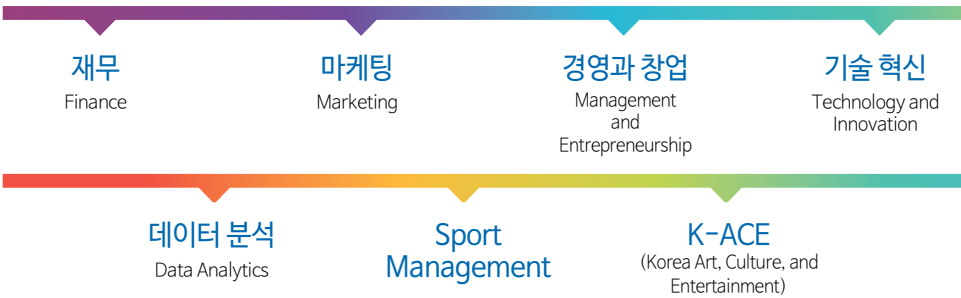 재무
Finance
마케팅
Marketing
경영과 창업
Management
and
Entrepreneurship
기술 혁신
Technology and
Innovation
데이터 분석
Data Analytics
Sport
Management
K-ACE
(Korea Art, Culture, and
Entertainment)